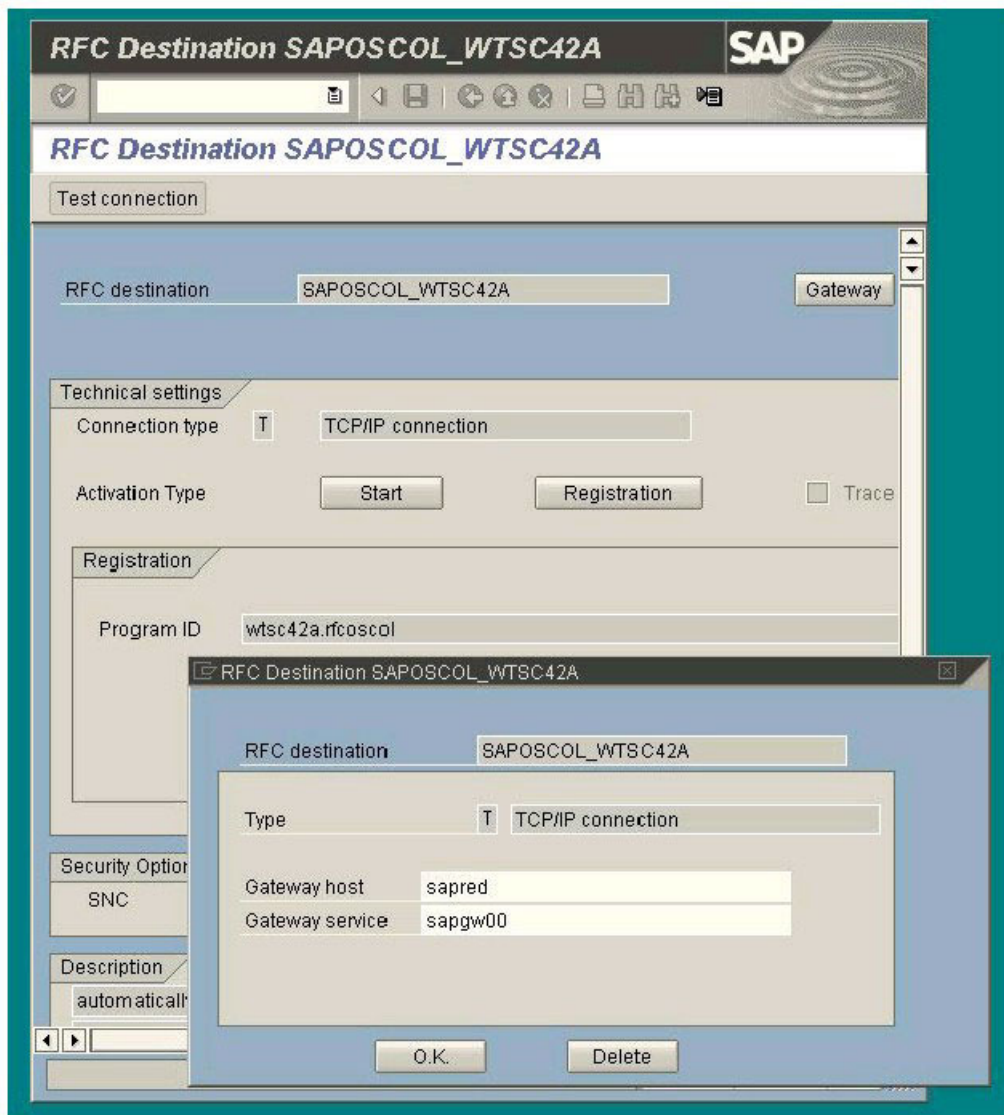 RFC Destination SAPOSCOL_WTSC42A SAP
RFC Destination SAPOSCOL_WTSC42A
Test connection
RFC destination SAPOSCOL_WTSC42A Gateway
Technical settings
Connection type T TCP/IP connection
Activation Type Start Registration Trace
Registration
Program ID wtsc42a.rfcoscol
RFC Destination SAPOSCOL_WTSC42A
RFC destination SAPOSCOL_WTSC42A
Type T TCP/IP connection
Security Option
SNC
Gateway host sapred
Gateway service sapgw00
Description
automatically
O.K. Delete